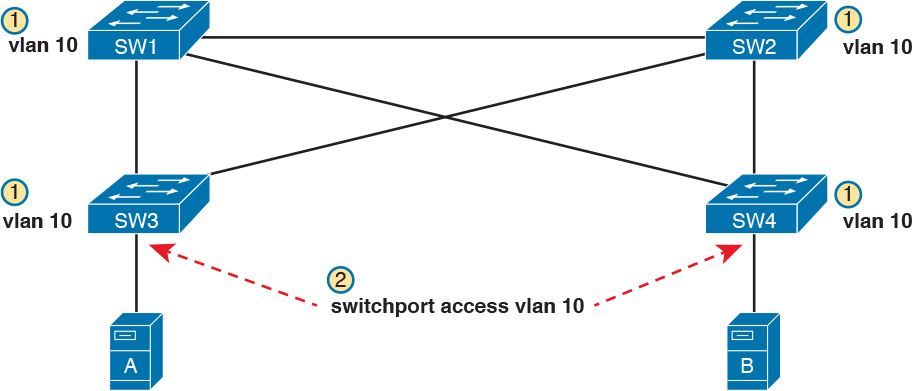 1
vlan 10
SW1
SW2
1
vlan 10
1
vlan 10
SW3
SW4
1
vlan 10
2
switchport access vlan 10
A
B